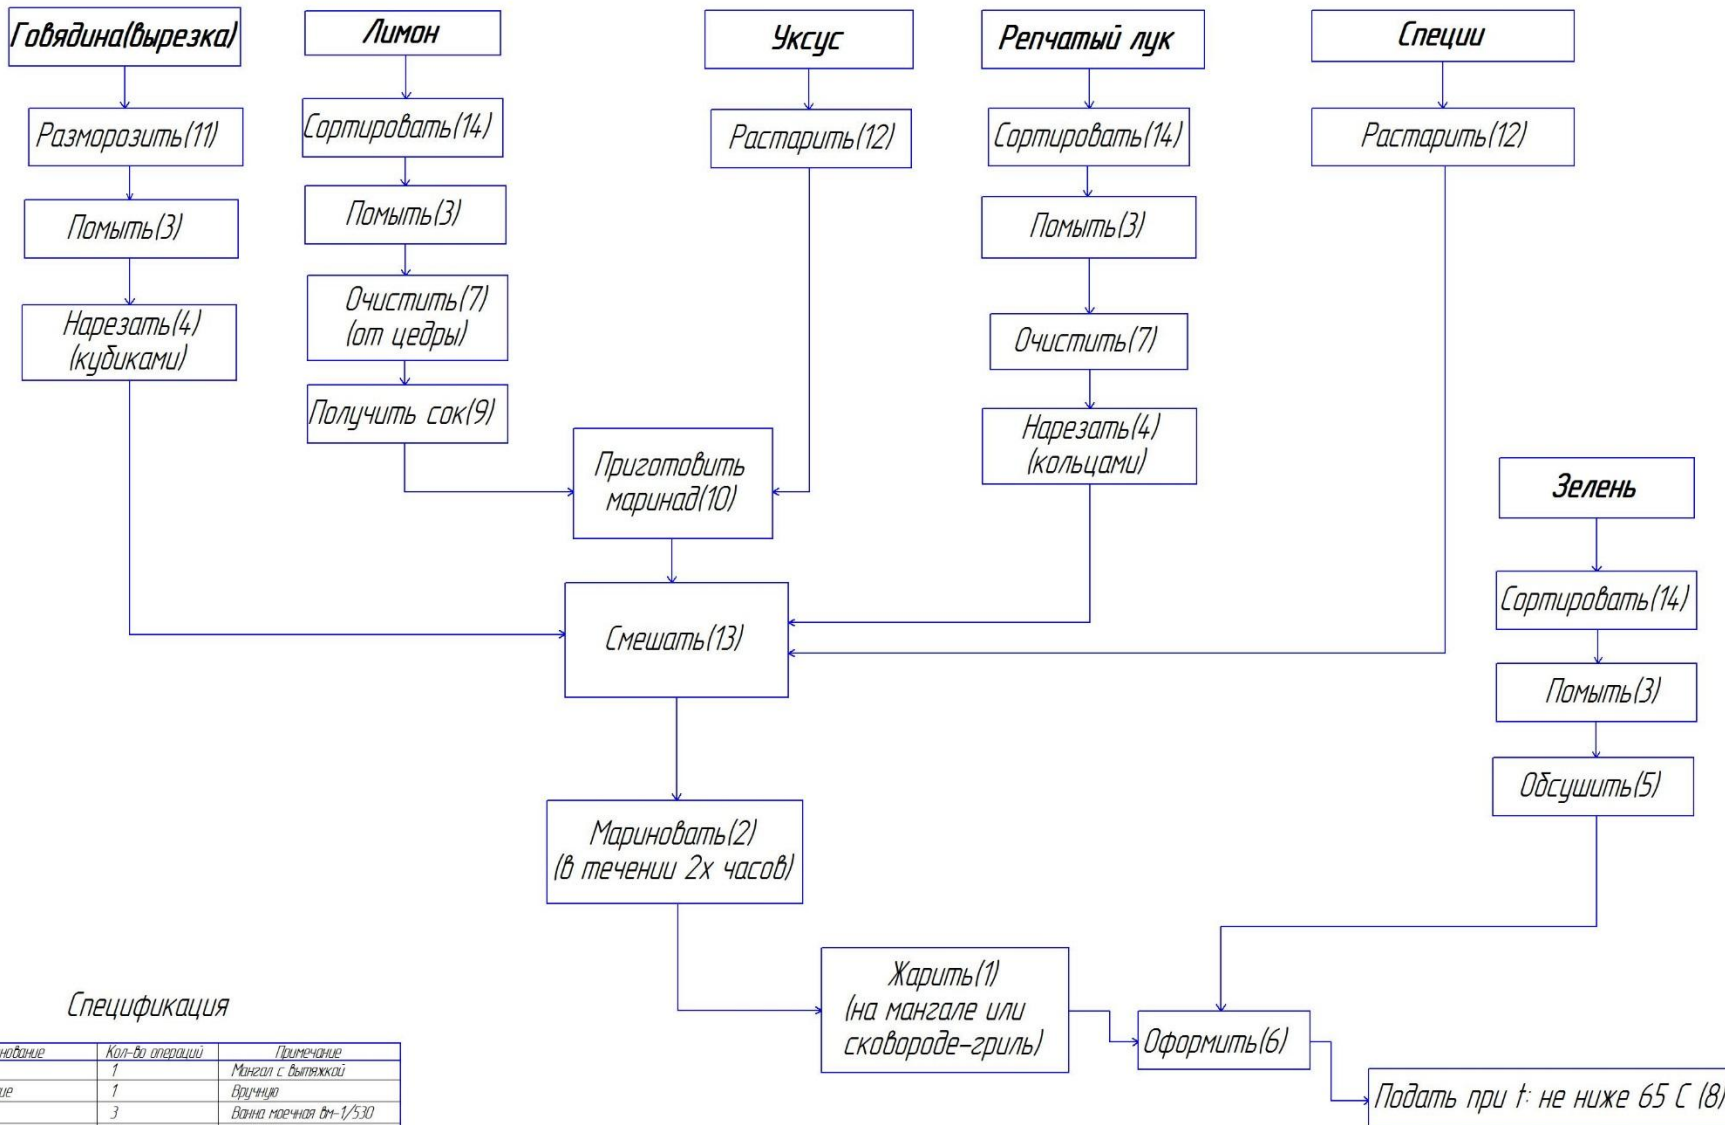 Говядина(вырезка)
Разморозить(11)
Помыть(3)
Нарезать(4)
(кубиками)
Лимон
Сортировать(14)
Помыть(3)
Очистить(7)
(от цедры)
Получить сок(9)
Уксус
Растарить(12)
Приготовить
маринад(10)
Репчатый лук
Сортировать(14)
Помыть(3)
Очистить(7)
Нарезать(4)
(кольцами)
Специи
Растарить(12)
Смешать(13)
Мариновать(2)
(в течении 2х часов)
Жарить(1)
(на мангале или
сковороде-гриль)
Зелень
Сортировать(14)
Помыть(3)
Обсушить(5)
Оформить(6)
Подать при t: не ниже 65 С (8)
Спецификация
Кол-во операций Примечание
1 Мангал с вытяжкой
1 Вручную
3 Ванна моечная вм-1/530